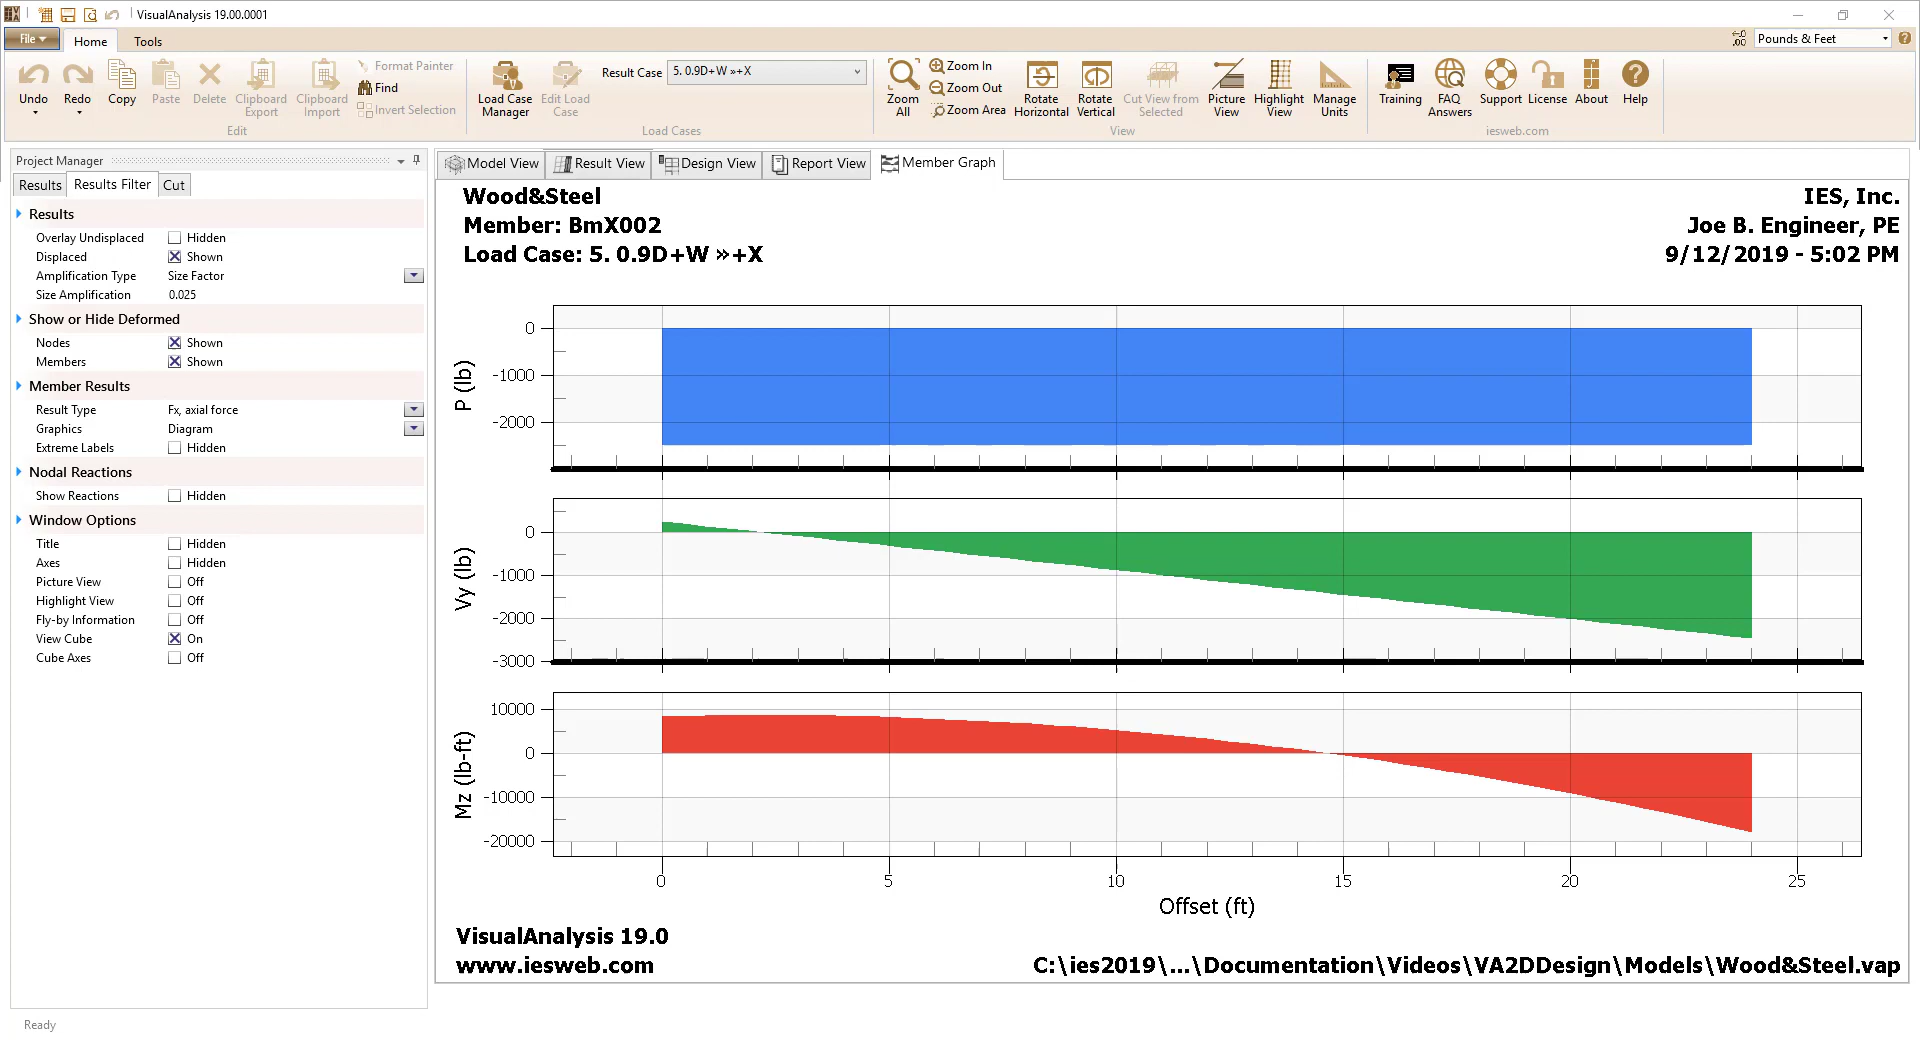 VisualAnalysis 19.00.0001
File
Home
Tools
Pounds & Feet
Undo
Redo
Copy
Paste
Delete
Clipboard Export
Clipboard Import
Format Painter
Find
Invert Selection
Edit
Load Case Manager
Edit Load Case
Result Case
5. 0.9D+W »+X
Load Cases
Zoom All
Zoom In
Zoom Out
Zoom Area
Rotate Horizontal
Rotate Vertical
Cut View from Selected
Picture View
Highlight View
Manage Units
View
Training
FAQ Answers
Support
License
About
Help
iesweb.com
Project Manager
Results
Results Filter
Cut
Results
Overlay Undisplaced Hidden
Displaced Shown
Amplification Type Size Factor
Size Amplification 0.025
Show or Hide Deformed
Nodes Shown
Members Shown
Member Results
Result Type Fx, axial force
Graphics Diagram
Extreme Labels Hidden
Nodal Reactions
Show Reactions Hidden
Window Options
Title Hidden
Axes Hidden
Picture View Off
Highlight View Off
Fly-by Information Off
View Cube On
Cube Axes Off
Model View
Result View
Design View
Report View
Member Graph
Wood&Steel
Member: BmX002
Load Case: 5. 0.9D+W »+X
IES, Inc.
Joe B. Engineer, PE
9/12/2019 - 5:02 PM
P (lb)
0
-1000
-2000
Vy (lb)
0
-1000
-2000
-3000
Mz (lb-ft)
10000
0
-10000
-20000
0 5 10 15 20 25
Offset (ft)
VisualAnalysis 19.0
www.iesweb.com
C:\ies2019\...\Documentation\Videos\VA2DDesign\Models\Wood&Steel.vap
Ready